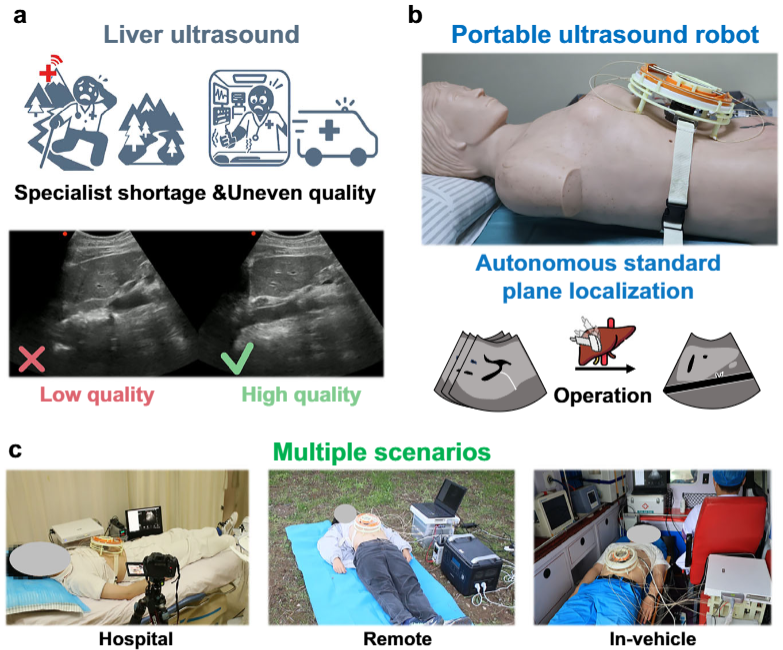 a
Liver ultrasound
Specialist shortage &Uneven quality
Low quality
High quality
b
Portable ultrasound robot
Autonomous standard
plane localization
Operation
c
Multiple scenarios
Hospital
Remote
In-vehicle